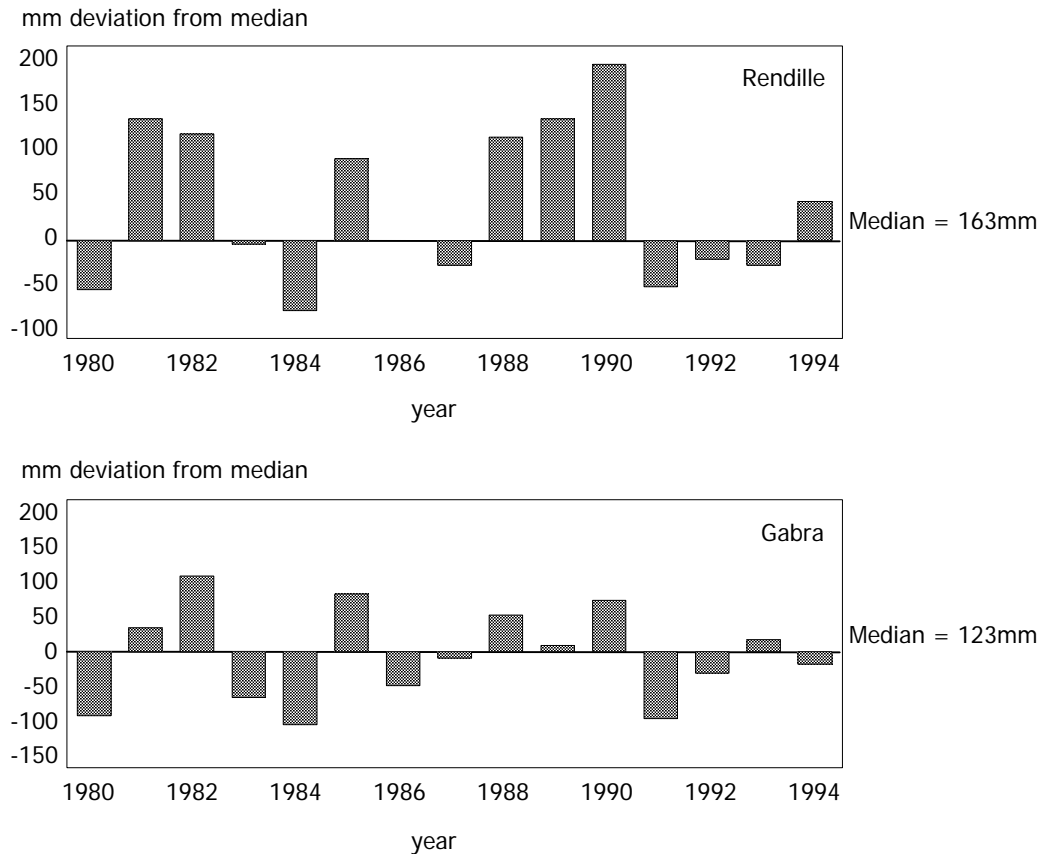 mm deviation from median
200
150
100
50
0
-50
-100
Rendille
Median = 163mm
1980 1982 1984 1986 1988 1990 1992 1994
year
mm deviation from median
200
150
100
50
0
-50
-100
-150
Gabra
Median = 123mm
1980 1982 1984 1986 1988 1990 1992 1994
year